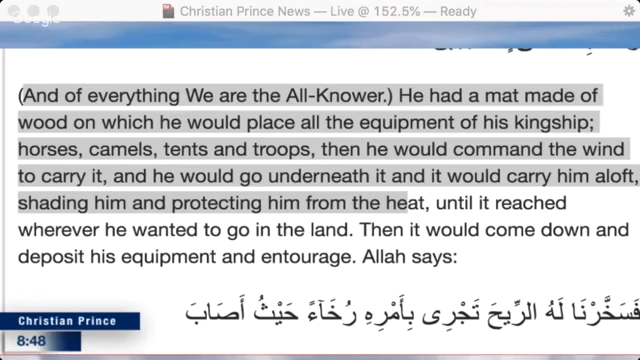 Christian Prince News — Live @ 152.5% — Ready
Google
(And of everything We are the All-Knower.) He had a mat made of
wood on which he would place all the equipment of his kingship;
horses, camels, tents and troops, then he would command the wind
to carry it, and he would go underneath it and it would carry him aloft,
shading him and protecting him from the heat, until it reached
wherever he wanted to go in the land. Then it would come down and
deposit his equipment and entourage. Allah says:
فَسَخَّرْنَا لَهُ الرِّيحَ تَجْرِى بِأَمْرِهِ رُخَآءً حَيْثُ أَصَابَ
Christian Prince
8:48